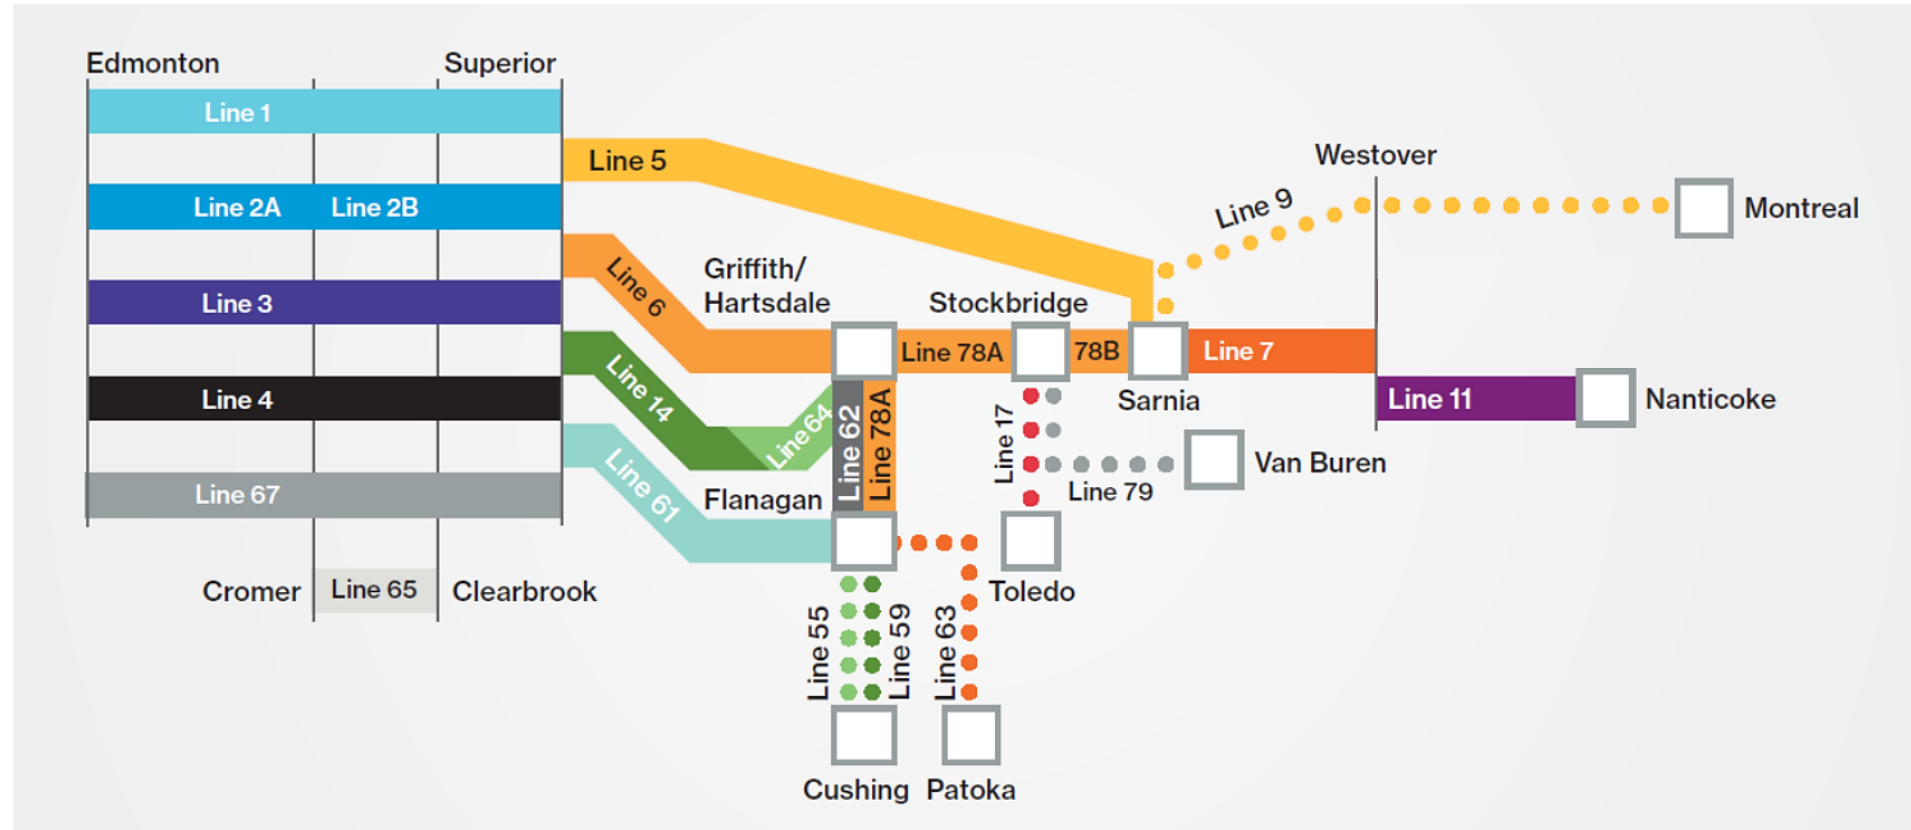 Edmonton
Superior
Line 1
Line 5
Westover
Line 2A
Line 2B
Line 9
Montreal
Line 6
Griffith/
Hartsdale
Stockbridge
Line 3
Line 78A
78B
Line 7
Sarnia
Line 14
Line 64
Line 62
Line 78A
Line 4
Line 11
Nanticoke
Line 17
Van Buren
Line 79
Line 67
Line 61
Flanagan
Cromer
Line 65
Clearbrook
Toledo
Line 55
Line 59
Line 63
Cushing
Patoka